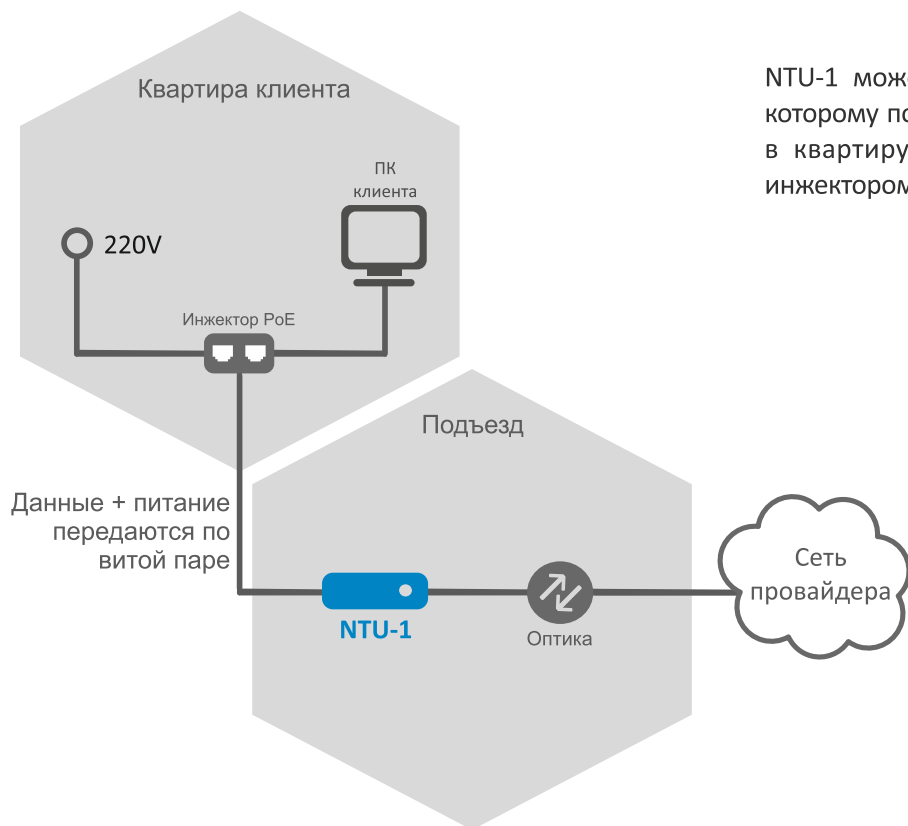 Квартира клиента
ПК
клиента
220V
Инжектор PoE
Подъезд
Данные + питание
передаются по
витой паре
NTU-1
Оптика
Сеть
провайдера
NTU-1
которому
в квартиру
инжектором